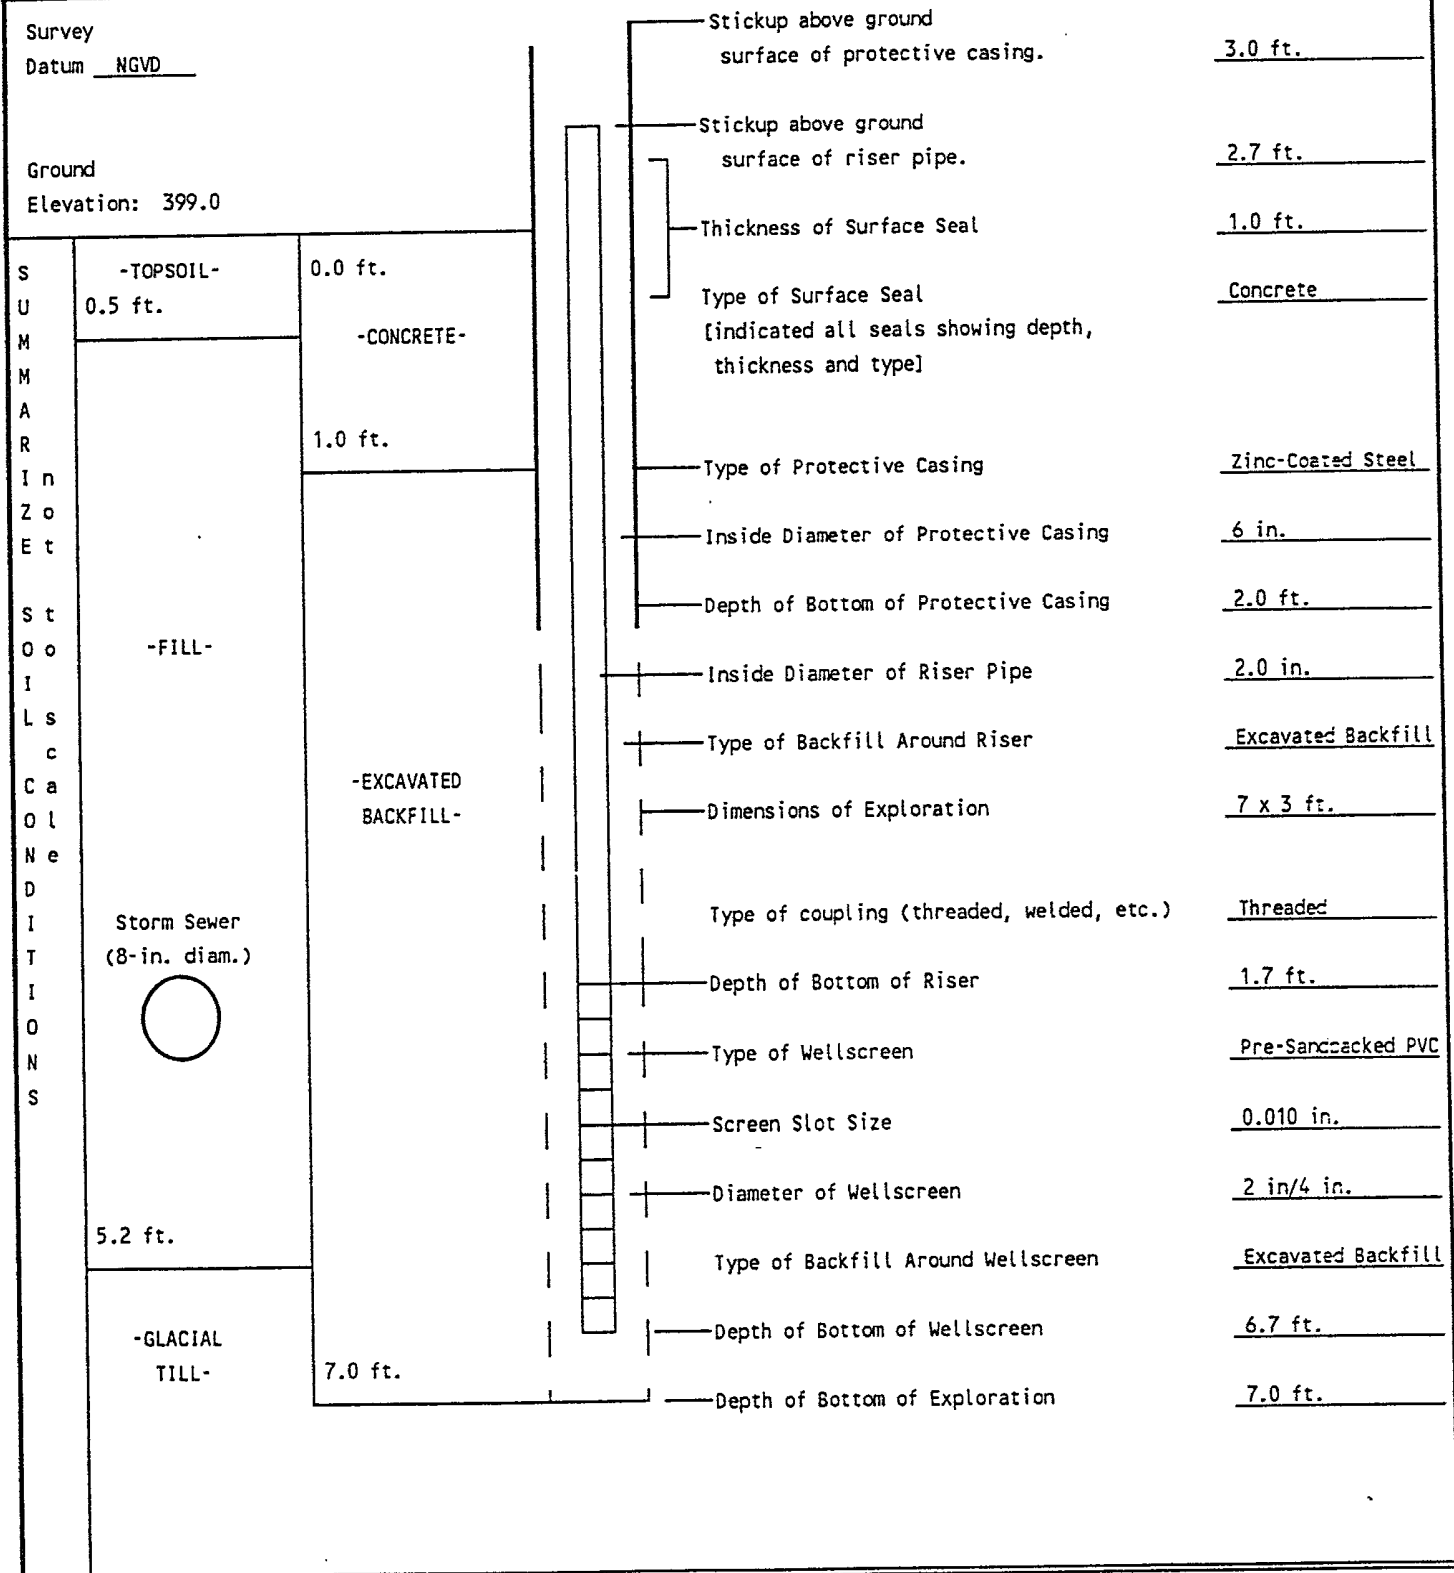 Survey
Datum NGVD
Ground
Elevation: 399.0
SUMMARIZE SOIL CONDITIONS
not to scale
-TOPSOIL-
0.5 ft.
-FILL-
Storm Sewer
(8-in. diam.)
5.2 ft.
-GLACIAL
TILL-
0.0 ft.
-CONCRETE-
1.0 ft.
-EXCAVATED
BACKFILL-
7.0 ft.
Stickup above ground
surface of protective casing. 3.0 ft.
Stickup above ground
surface of riser pipe. 2.7 ft.
Thickness of Surface Seal 1.0 ft.
Type of Surface Seal Concrete
[indicated all seals showing depth,
thickness and type]
Type of Protective Casing Zinc-Coated Steel
Inside Diameter of Protective Casing 6 in.
Depth of Bottom of Protective Casing 2.0 ft.
Inside Diameter of Riser Pipe 2.0 in.
Type of Backfill Around Riser Excavated Backfill
Dimensions of Exploration 7 x 3 ft.
Type of coupling (threaded, welded, etc.) Threaded
Depth of Bottom of Riser 1.7 ft.
Type of Wellscreen Pre-Sandpacked PVC
Screen Slot Size 0.010 in.
Diameter of Wellscreen 2 in/4 in.
Type of Backfill Around Wellscreen Excavated Backfill
Depth of Bottom of Wellscreen 6.7 ft.
Depth of Bottom of Exploration 7.0 ft.